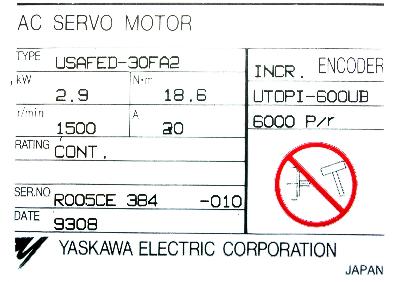 AC SERVO MOTOR
TYPE USAFED-30FA2
kW 2.9 N·m 18.6
r/min 1500 A 20
RATING CONT.
SER.NO R005CE 384 -010
DATE 9308
INCR. ENCODER
UTOPI-600UB
6000 P/r
YASKAWA ELECTRIC CORPORATION
JAPAN